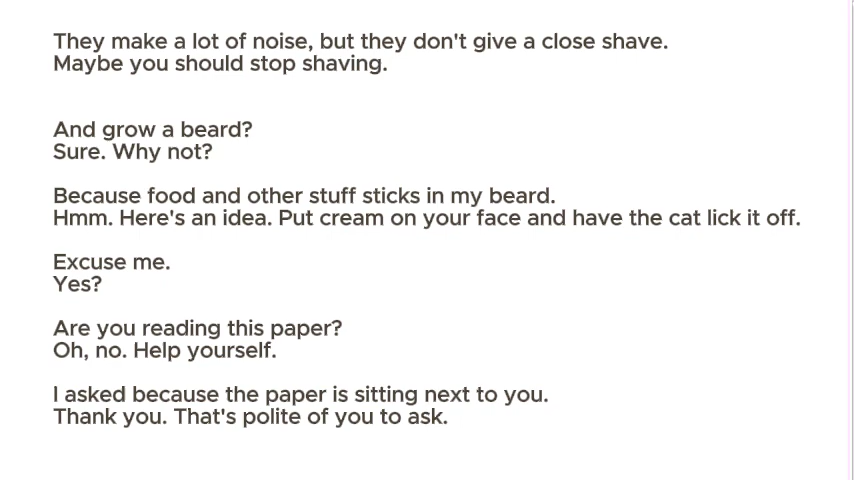 They make a lot of noise, but they don't give a close shave.
Maybe you should stop shaving.
And grow a beard?
Sure. Why not?
Because food and other stuff sticks in my beard.
Hmm. Here's an idea. Put cream on your face and have the cat lick it off.
Excuse me.
Yes?
Are you reading this paper?
Oh, no. Help yourself.
I asked because the paper is sitting next to you.
Thank you. That's polite of you to ask.